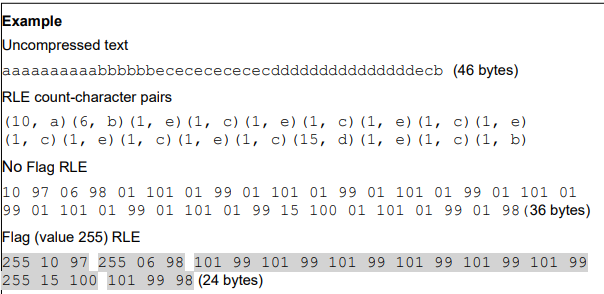 Example
Uncompressed text
aaaaaaaaaabbbbbbececececececdddddddddddddddecb (46 bytes)
RLE count-character pairs
(10, a)(6, b)(1, e)(1, c)(1, e)(1, c)(1, e)(1, c)(1, e)
(1, c)(1, e)(1, c)(1, e)(1, c)(15, d)(1, e)(1, c)(1, b)
No Flag RLE
10 97 06 98 01 101 01 99 01 101 01 99 01 101 01 99 01 101 01
99 01 101 01 99 01 101 01 99 15 100 01 101 01 99 01 98 (36 bytes)
Flag (value 255) RLE
255 10 97 255 06 98 101 99 101 99 101 99 101 99 101 99 101 99
255 15 100 101 99 98 (24 bytes)